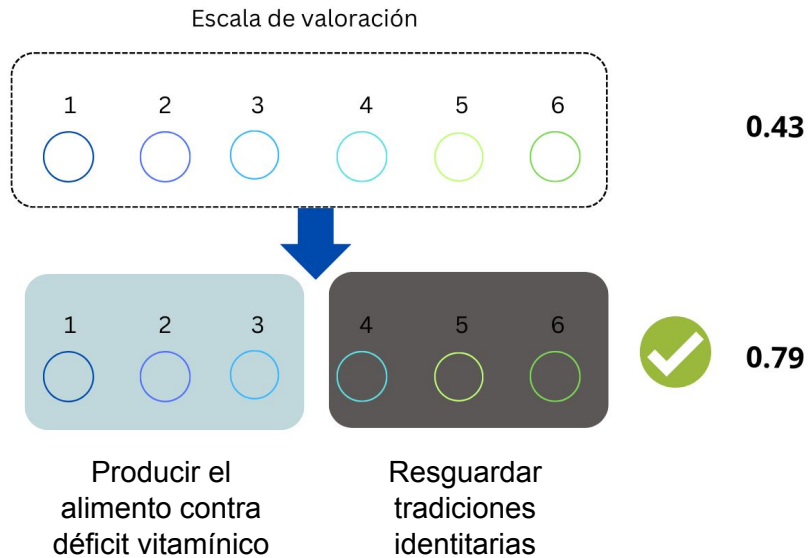 Escala de valoración
1 2 3 4 5 6
0.43
1 2 3 4 5 6
0.79
Producir el
alimento contra
déficit vitamínico
Resguardar
tradiciones
identitarias